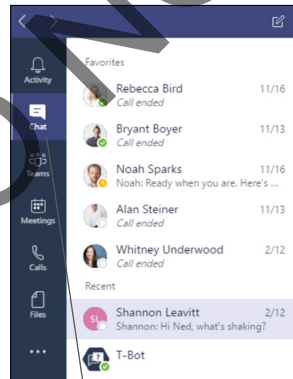 Activity
Chat
Teams
Meetings
Calls
Files
Favorites
Rebecca Bird 11/16
Call ended
Bryant Boyer 11/13
Call ended
Noah Sparks 11/16
Noah: Ready when you are. Here's ...
Alan Steiner 11/13
Call ended
Whitney Underwood 2/12
Call ended
Recent
SL
Shannon Leavitt 2/12
Shannon: Hi Ned, what's shaking?
T-Bot